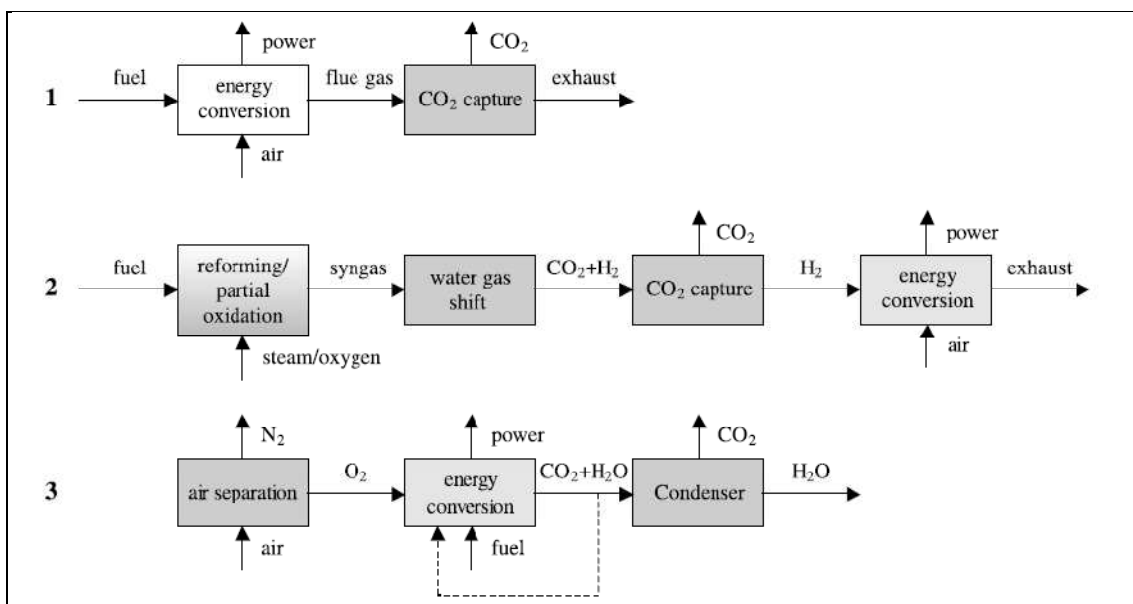 power
CO₂
fuel
flue gas
exhaust
1
energy
conversion
CO₂ capture
air
CO₂
power
fuel
syngas
CO₂+H₂
H₂
exhaust
2
reforming/
partial
oxidation
water gas
shift
CO₂ capture
energy
conversion
steam/oxygen
air
N₂
power
CO₂
O₂
CO₂+H₂O
H₂O
3
air separation
energy
conversion
Condenser
air
fuel